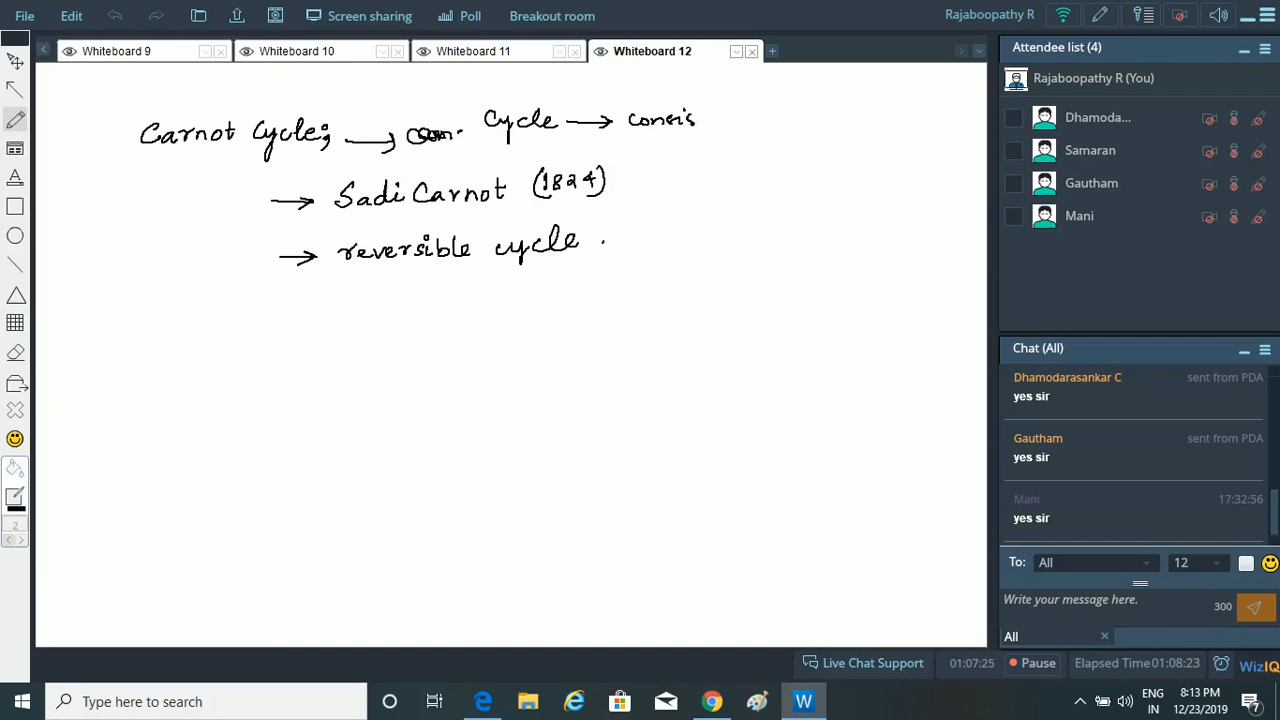 File Edit Screen sharing Poll Breakout room Rajaboopathy R
Whiteboard 9 Whiteboard 10 Whiteboard 11 Whiteboard 12
Carnot Cycle; → Cycle → consis
→ Sadi Carnot (1824)
→ reversible cycle .
Attendee list (4)
Rajaboopathy R (You)
Dhamoda...
Samaran
Gautham
Mani
Chat (All)
Dhamodarasankar C sent from PDA
yes sir
Gautham sent from PDA
yes sir
Mani 17:32:56
yes sir
To: All 12
Write your message here. 300
All
2
Live Chat Support 01:07:25 Pause Elapsed Time 01:08:23 WizIQ
Type here to search
ENG
IN
8:13 PM
12/23/2019
7